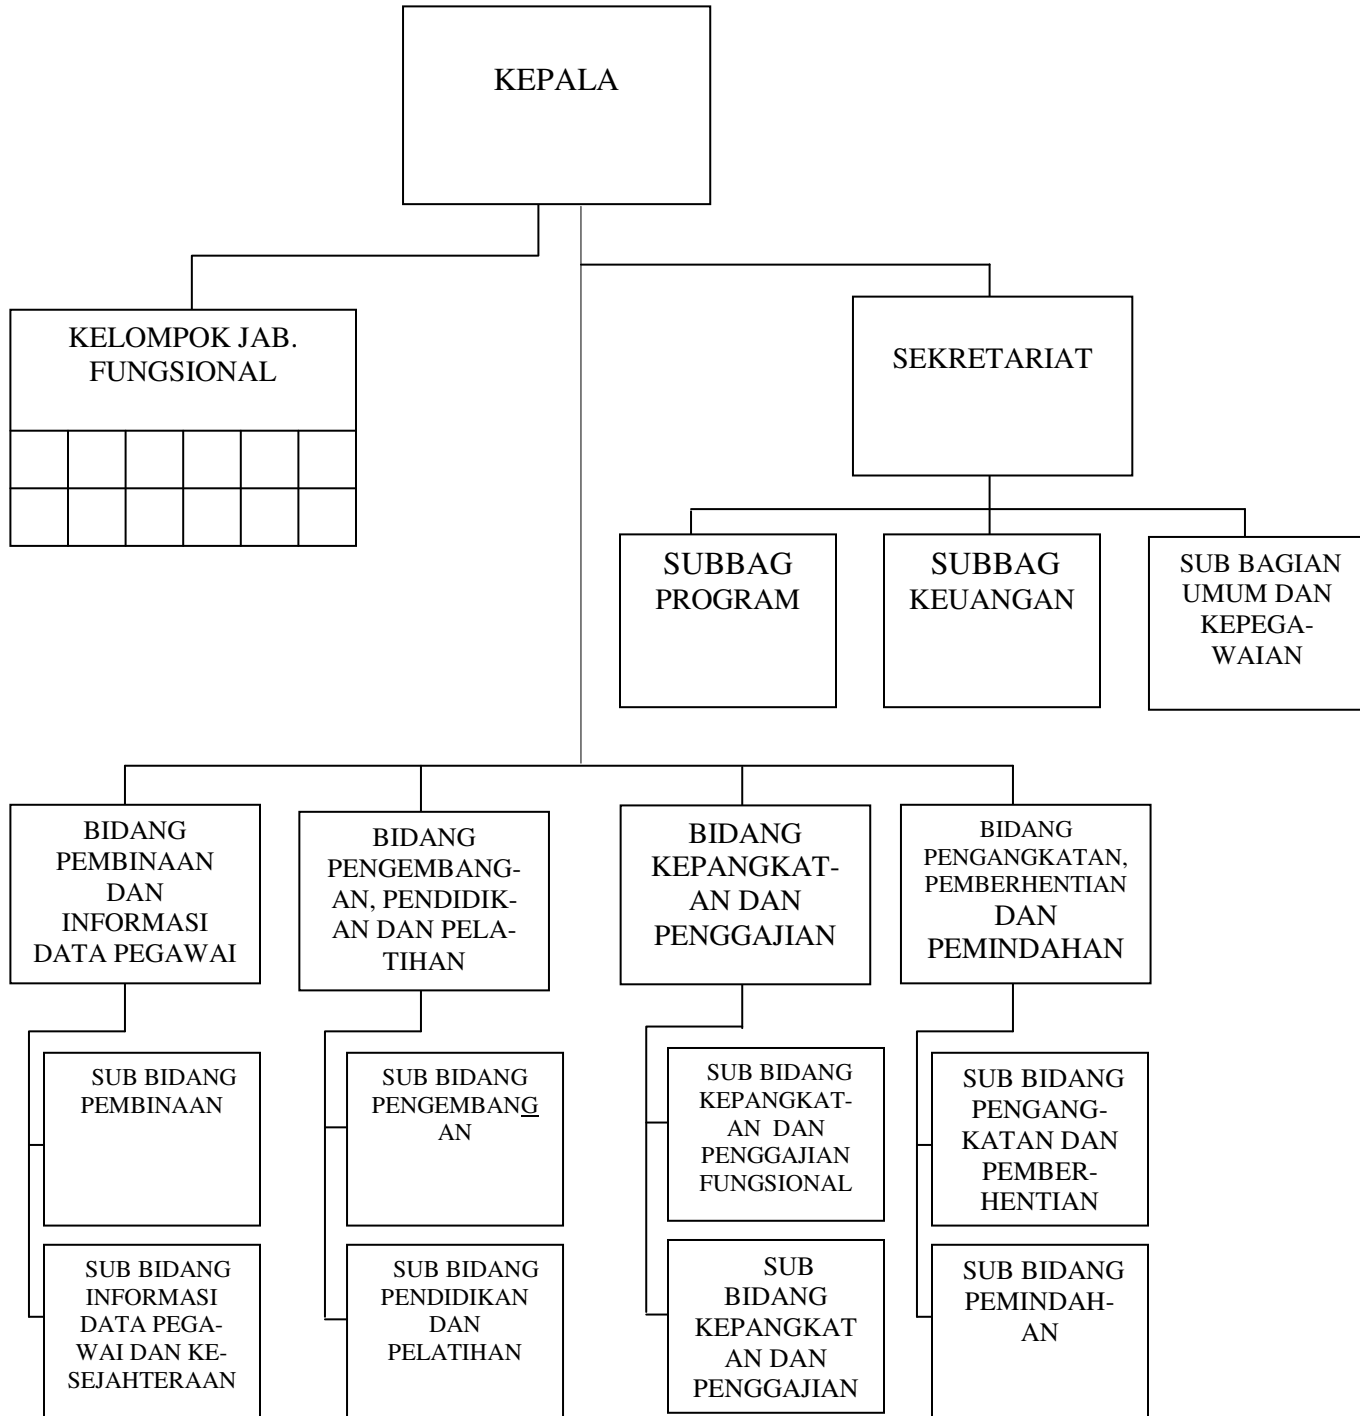 KEPALA
KELOMPOK JAB.
FUNGSIONAL
SEKRETARIAT
SUBBAG
PROGRAM
SUBBAG
KEUANGAN
SUB BAGIAN
UMUM DAN
KEPEGA-
WAIAN
BIDANG
PEMBINAAN
DAN
INFORMASI
DATA PEGAWAI
BIDANG
PENGEMBANG-
AN, PENDIDIK-
AN DAN PELA-
TIHAN
BIDANG
KEPANGKAT-
AN DAN
PENGGAJIAN
BIDANG
PENGANGKATAN,
PEMBERHENTIAN
DAN
PEMINDAHAN
SUB BIDANG
PEMBINAAN
SUB BIDANG
PENGEMBANG
AN
SUB BIDANG
KEPANGKAT-
AN DAN
PENGGAJIAN
FUNGSIONAL
SUB BIDANG
PENGANG-
KATAN DAN
PEMBER-
HENTIAN
SUB BIDANG
INFORMASI
DATA PEGA-
WAI DAN KE-
SEJAHTERAAN
SUB BIDANG
PENDIDIKAN
DAN
PELATIHAN
SUB
BIDANG
KEPANGKAT
AN DAN
PENGGAJIAN
SUB BIDANG
PEMINDAH-
AN